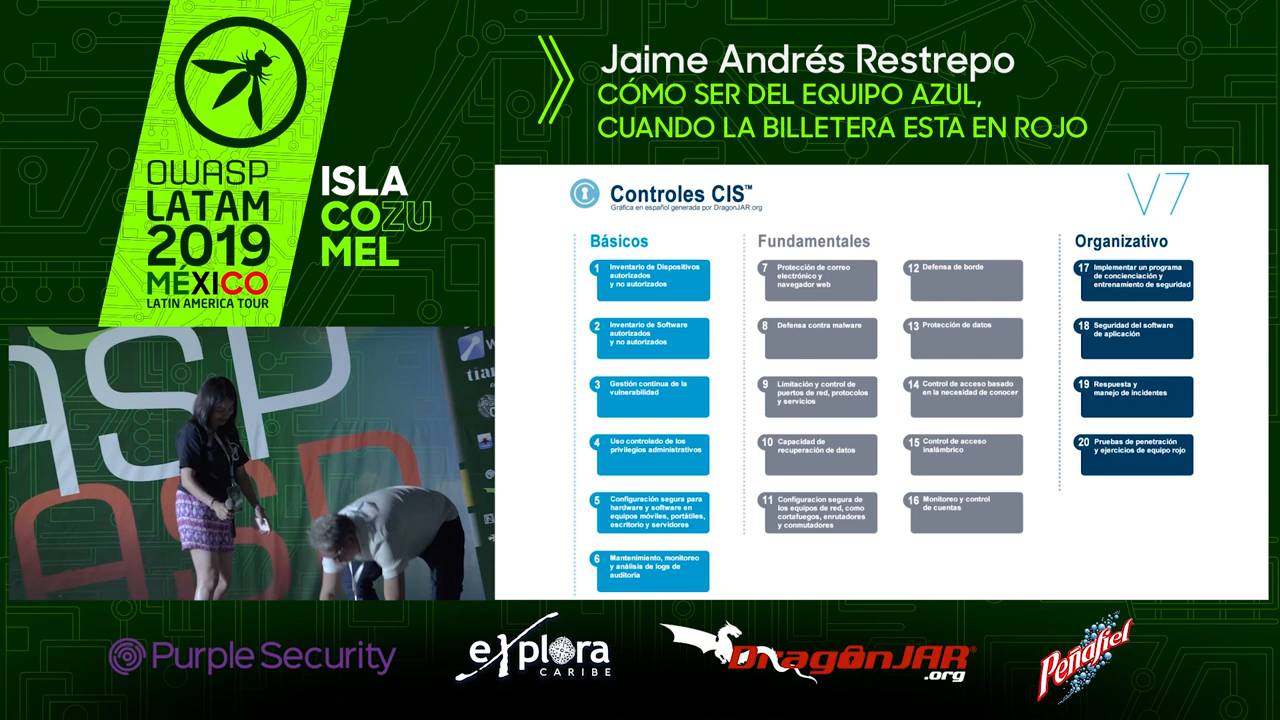 OWASP
LATAM
2019
MÉXICO
LATIN AMERICA TOUR
ISLA
COZU
MEL
Jaime Andrés Restrepo
CÓMO SER DEL EQUIPO AZUL,
CUANDO LA BILLETERA ESTA EN ROJO
Controles CIS™
Gráfica en español generada por DragonJAR.org
V7
Básicos
1 Inventario de Dispositivos
autorizados
y no autorizados
2 Inventario de Software
autorizados
y no autorizados
3 Gestión continua de la
vulnerabilidad
4 Uso controlado de los
privilegios administrativos
5 Configuración segura para
hardware y software en
equipos móviles, portátiles,
escritorio y servidores
6 Mantenimiento, monitoreo
y análisis de logs de
auditoria
Fundamentales
7 Protección de correo
electrónico y
navegador web
8 Defensa contra malware
9 Limitación y control de
puertos de red, protocolos
y servicios
10 Capacidad de
recuperación de datos
11 Configuracion segura de
los equipos de red, como
cortafuegos, enrutadores
y conmutadores
12 Defensa de borde
13 Protección de datos
14 Control de acceso basado
en la necesidad de conocer
15 Control de acceso
inalámbrico
16 Monitoreo y control
de cuentas
Organizativo
17 Implementar un programa
de concienciación y
entrenamiento de seguridad
18 Seguridad del software
de aplicación
19 Respuesta y
manejo de incidentes
20 Pruebas de penetración
y ejercicios de equipo rojo
ASP
ASP
Purple Security
explora
CARIBE
DragonJAR®
.org
Peñafiel